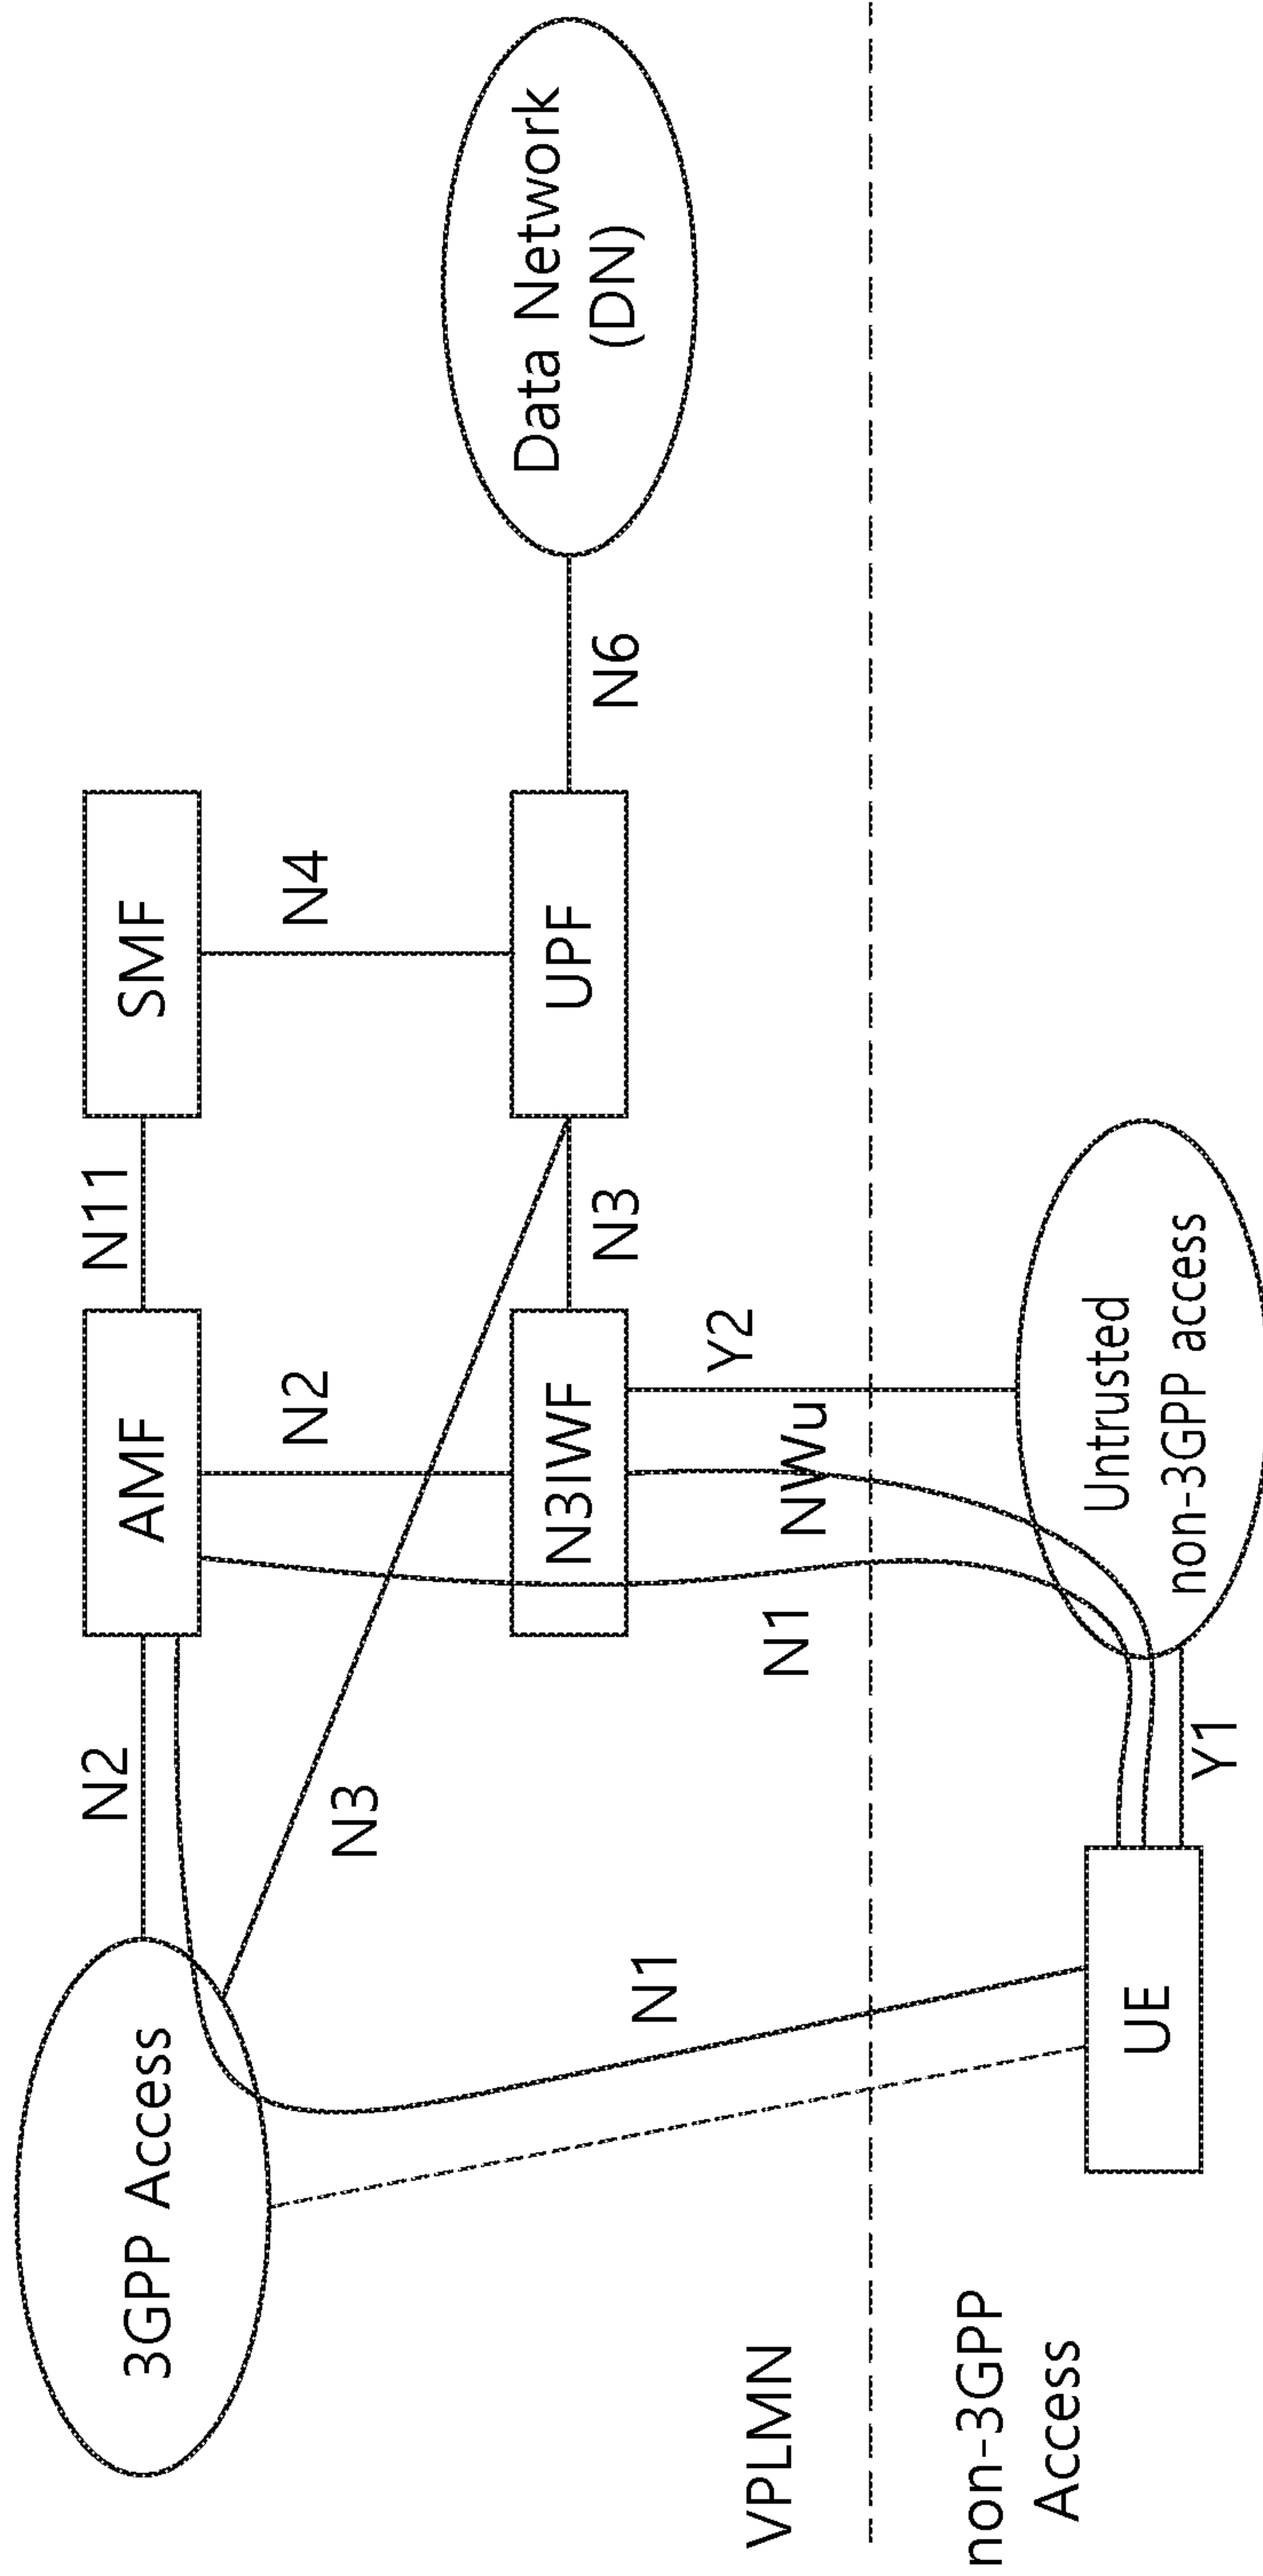 3GPP Access
N2
AMF
N11
SMF
N2
N4
N3
N3IWF
N3
UPF
N6
Data Network
(DN)
N1
N1
NWu
Y2
VPLMN
non-3GPP
Access
UE
Y1
Untrusted
non-3GPP access